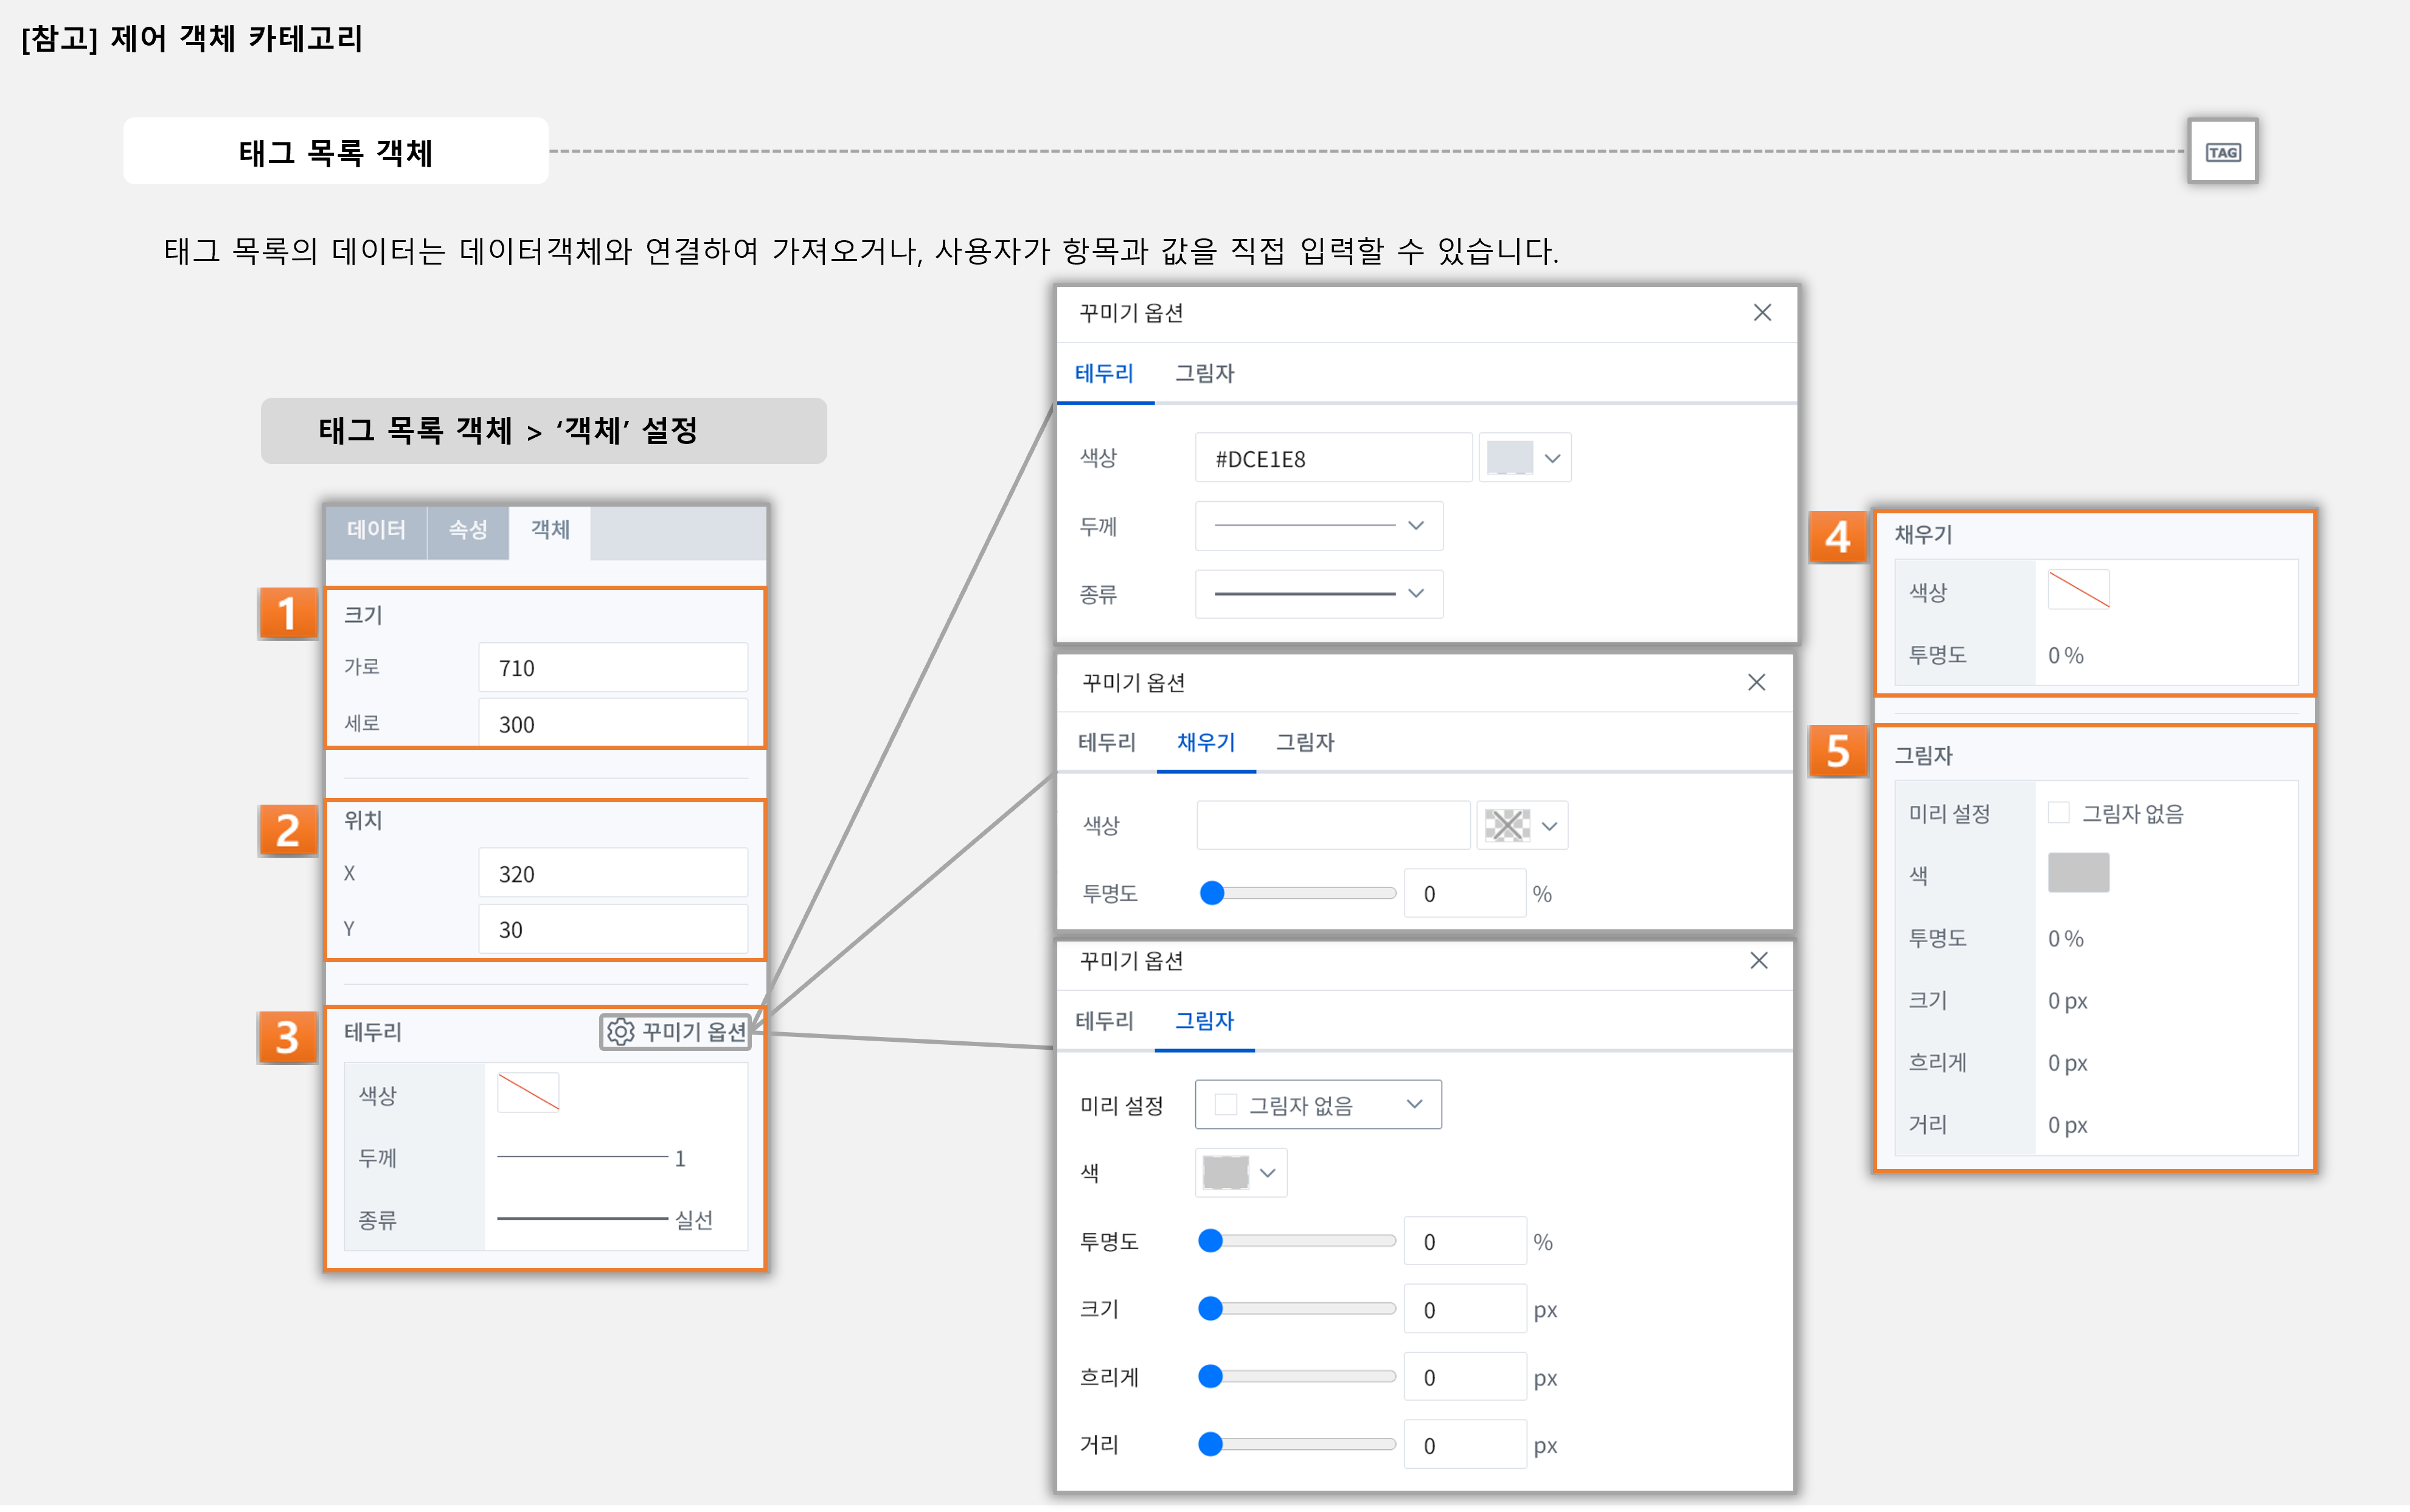 [참고] 제어 객체 카테고리
태그 목록 객체
TAG
태그 목록의 데이터는 데이터객체와 연결하여 가져오거나, 사용자가 항목과 값을 직접 입력할 수 있습니다.
태그 목록 객체 > ‘객체’ 설정
데이터 속성 객체
1
크기
가로 710
세로 300
2
위치
X 320
Y 30
3
테두리 꾸미기 옵션
색상
두께 1
종류 실선
꾸미기 옵션
테두리 그림자
색상 #DCE1E8
두께
종류
꾸미기 옵션
테두리 채우기 그림자
색상
투명도 0 %
꾸미기 옵션
테두리 그림자
미리 설정 그림자 없음
색
투명도 0 %
크기 0 px
흐리게 0 px
거리 0 px
4
채우기
색상
투명도 0 %
5
그림자
미리 설정 그림자 없음
색
투명도 0 %
크기 0 px
흐리게 0 px
거리 0 px